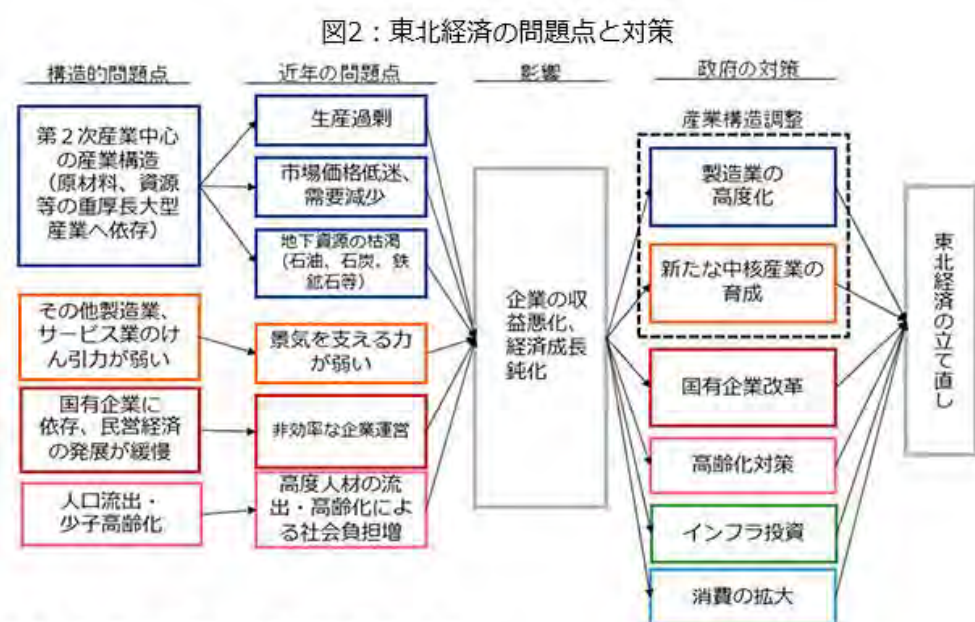 図2：東北経済の問題点と対策
構造的問題点
近年の問題点
影響
政府の対策
第２次産業中心
の産業構造
（原材料、資源
等の重厚長大型
産業へ依存）
その他製造業、
サービス業のけ
ん引力が弱い
国有企業に
依存、民営経済
の発展が緩慢
人口流出・
少子高齢化
生産過剰
市場価格低迷、
需要減少
地下資源の枯渇
(石油、石炭、鉄
鉱石等）
景気を支える力
が弱い
非効率な企業運営
高度人材の流
出・高齢化によ
る社会負担増
企業の収
益悪化、
経済成長
鈍化
産業構造調整
製造業の
高度化
新たな中核産業の
育成
国有企業改革
高齢化対策
インフラ投資
消費の拡大
東北経済の立て直し